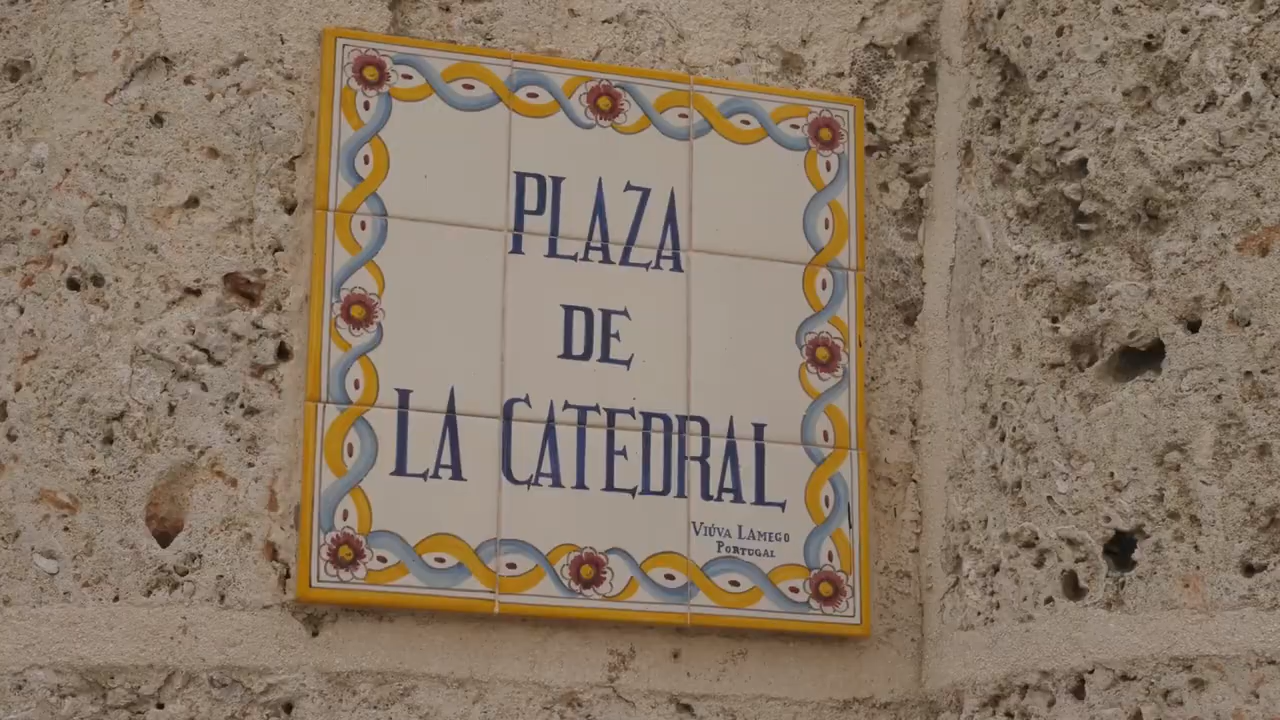 PLAZA
DE
LA CATEDRAL
VIÚVA LAMEGO
PORTUGAL